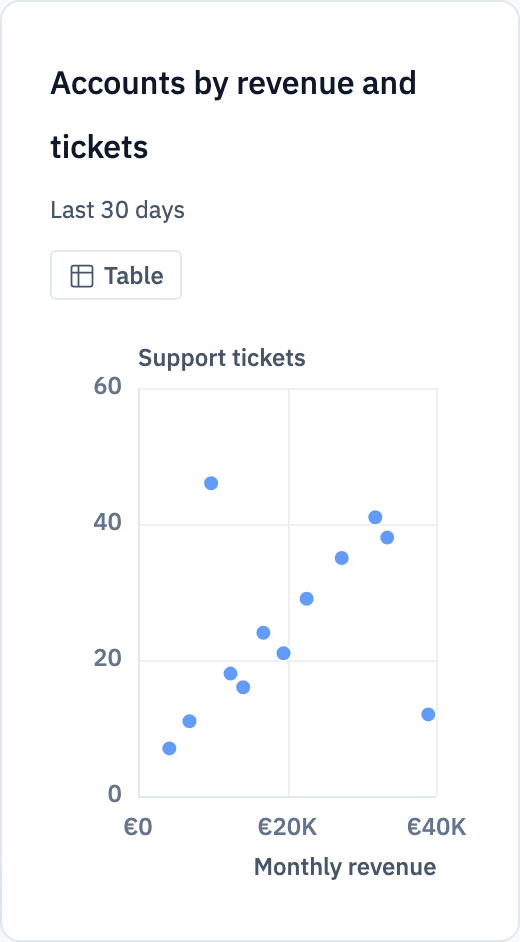 Accounts by revenue and
tickets
Last 30 days
Table
Support tickets
60
40
20
0
€0 €20K €40K
Monthly revenue